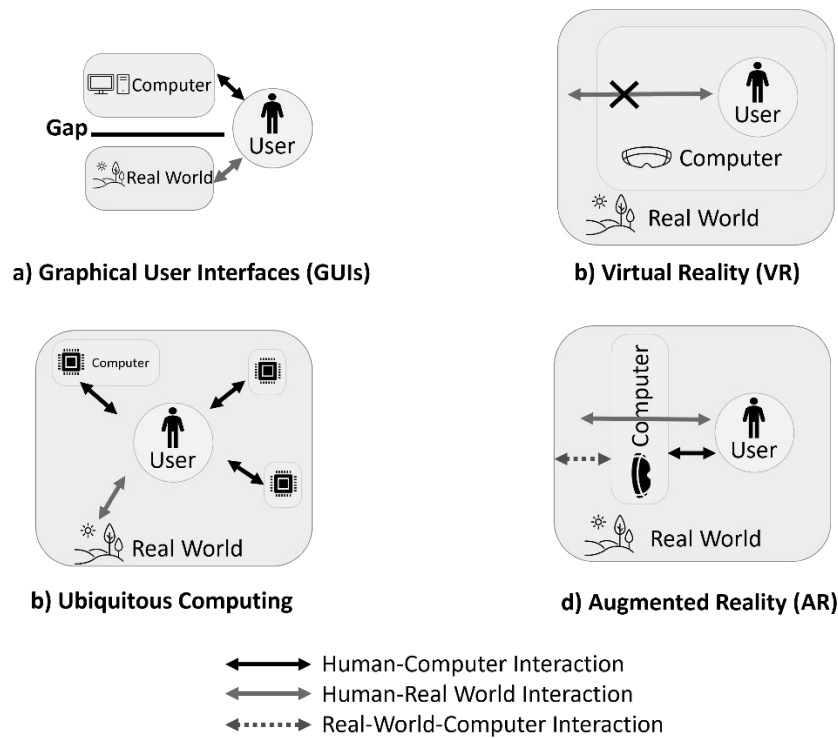 Computer
Gap
User
Real World
a) Graphical User Interfaces (GUIs)
User
Computer
Real World
b) Virtual Reality (VR)
Computer
User
Real World
b) Ubiquitous Computing
Computer
User
Real World
d) Augmented Reality (AR)
Human-Computer Interaction
Human-Real World Interaction
Real-World-Computer Interaction